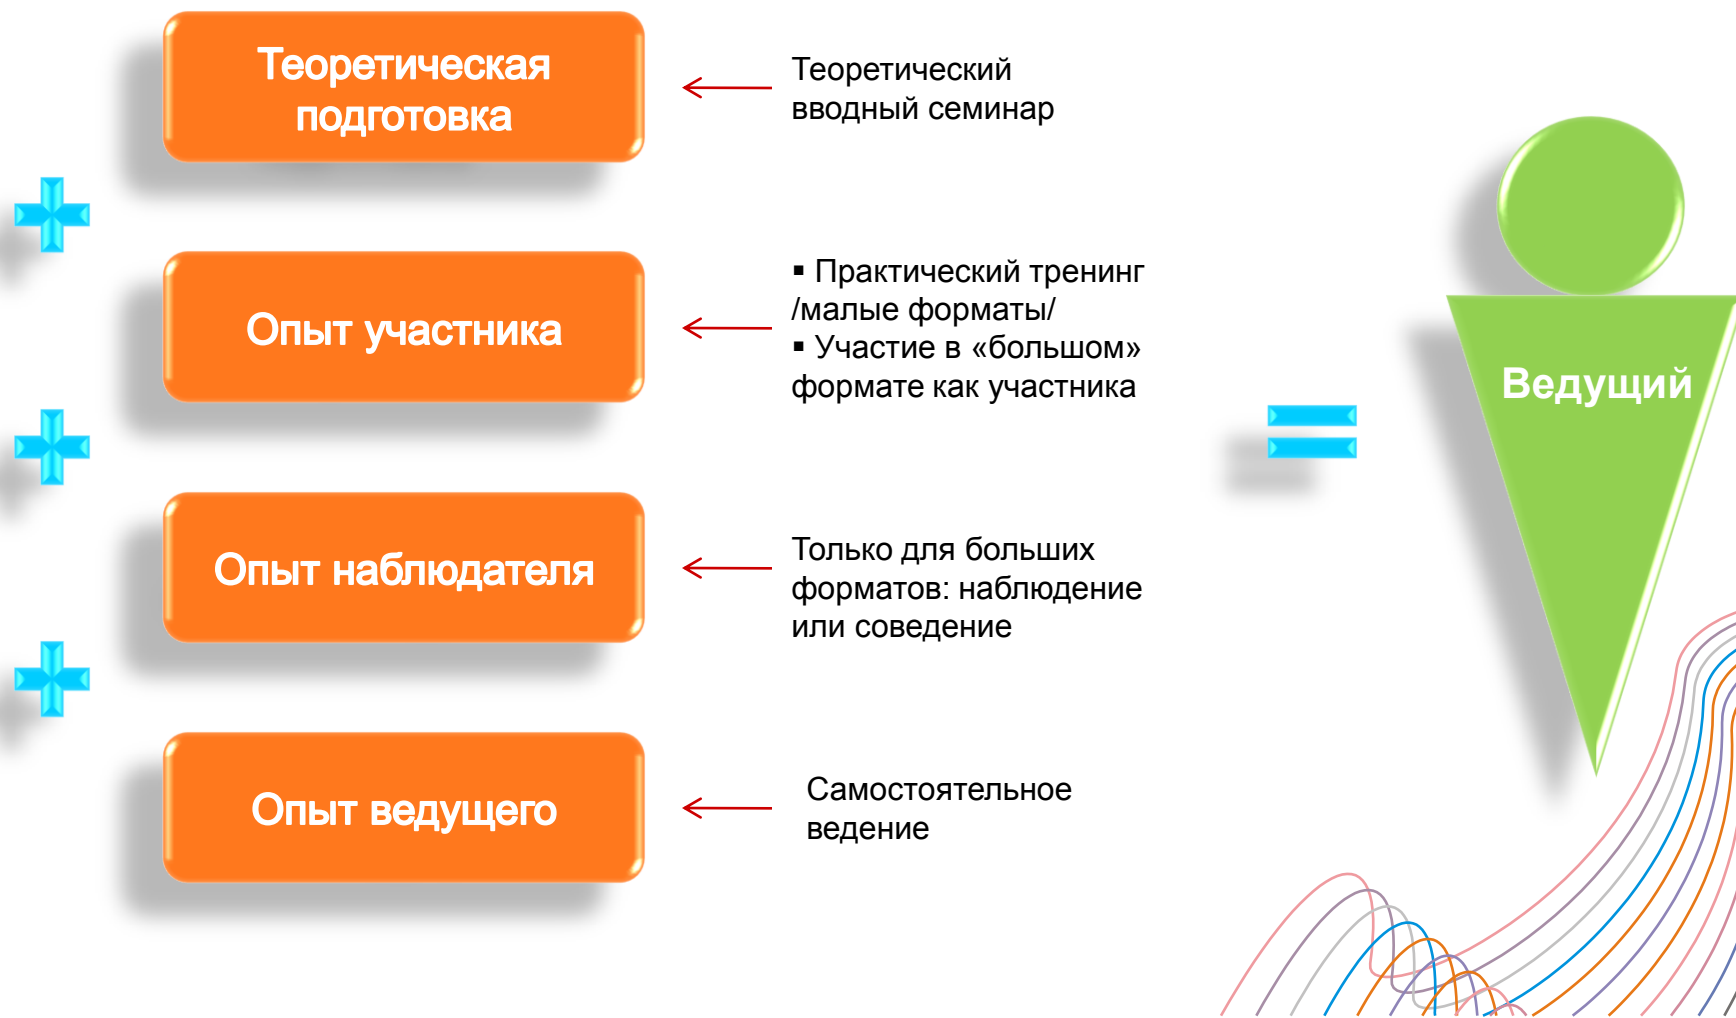 Теоретическая
подготовка
Теоретический
вводный семинар
Опыт участника
▪ Практический тренинг
/малые форматы/
▪ Участие в «большом»
формате как участника
Опыт наблюдателя
Только для больших
форматов: наблюдение
или соведение
Опыт ведущего
Самостоятельное
ведение
Ведущий